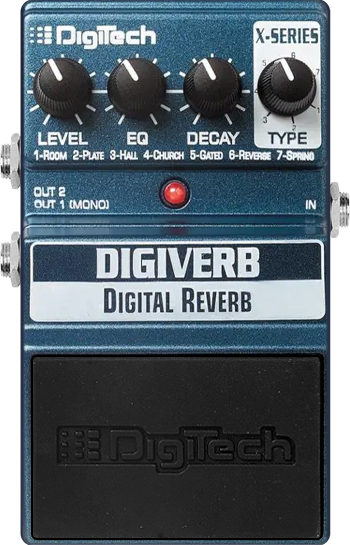 DigiTech
X-SERIES
LEVEL EQ DECAY TYPE
1-ROOM 2-PLATE 3-HALL 4-CHURCH 5-GATED 6-REVERSE 7-SPRING
OUT 2
OUT 1 (MONO) IN
DIGIVERB
DIGITAL REVERB
DigiTech